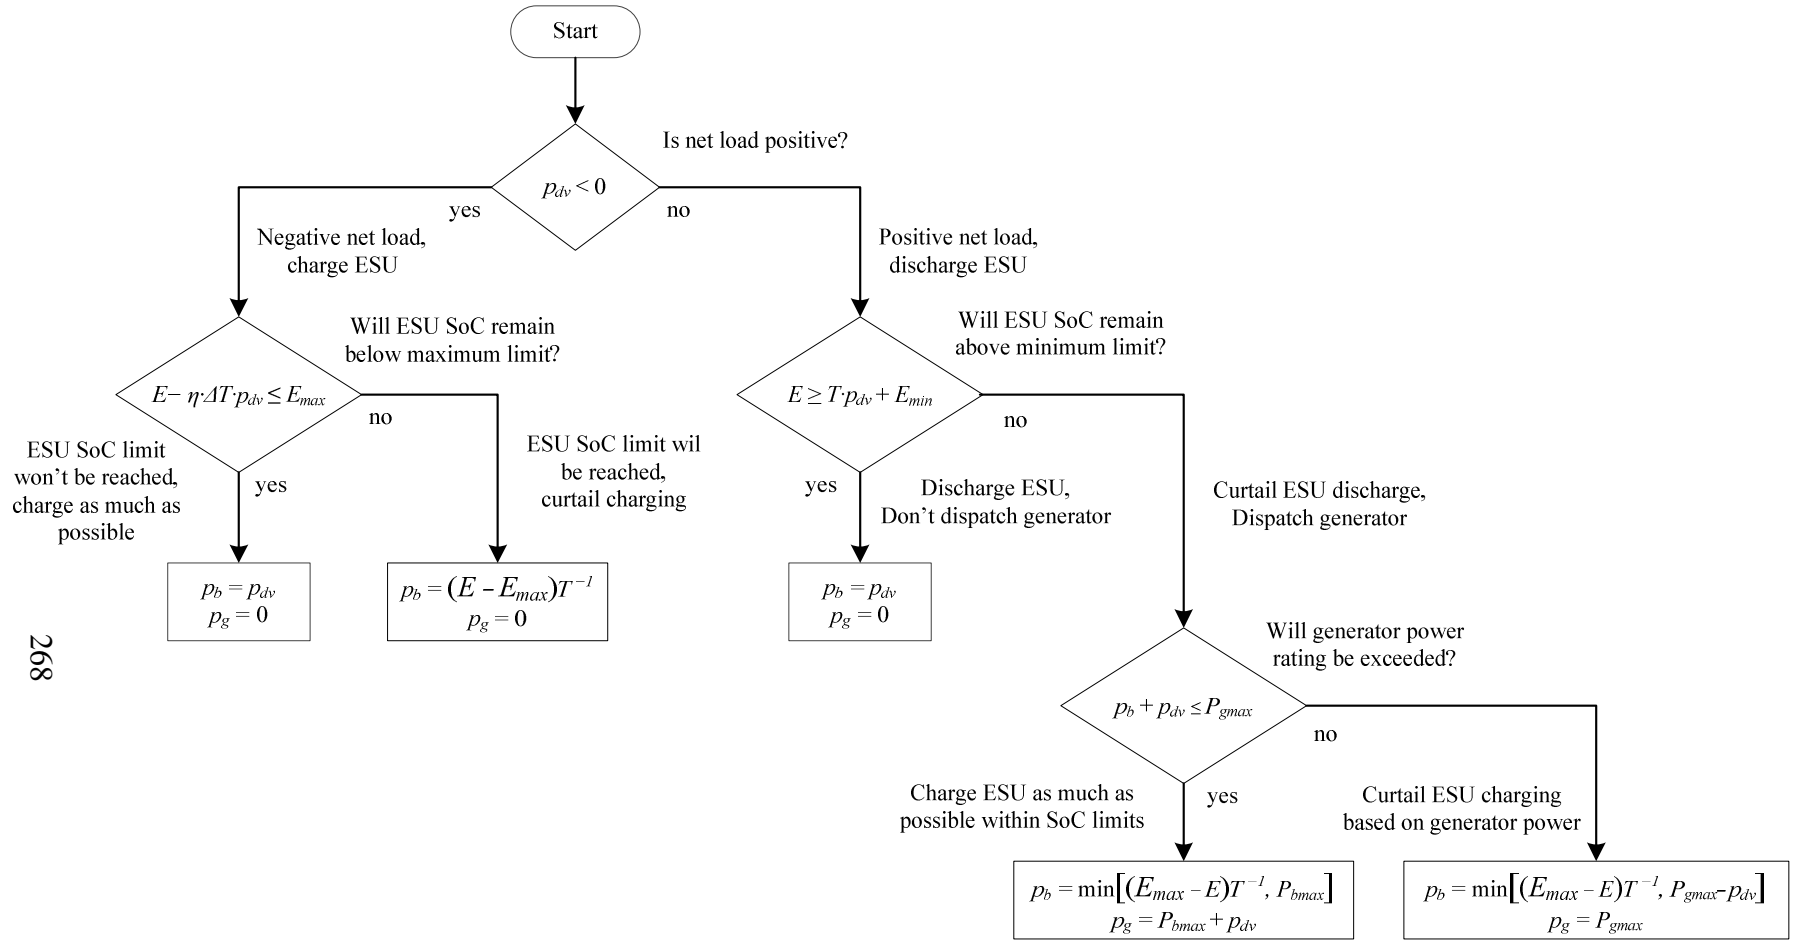 Start
Is net load positive?
p_dv < 0
yes
no
Negative net load,
charge ESU
Positive net load,
discharge ESU
Will ESU SoC remain
below maximum limit?
Will ESU SoC remain
above minimum limit?
E− η·ΔT·p_dv ≤ E_max
E ≥ T·p_dv + E_min
no
no
ESU SoC limit
won’t be reached,
charge as much as
possible
yes
ESU SoC limit wil
be reached,
curtail charging
yes
Discharge ESU,
Don’t dispatch generator
Curtail ESU discharge,
Dispatch generator
p_b = p_dv
p_g = 0
p_b = (E − E_max)T⁻¹
p_g = 0
p_b = p_dv
p_g = 0
268
Will generator power
rating be exceeded?
p_b + p_dv ≤ P_gmax
no
Charge ESU as much as
possible within SoC limits
yes
Curtail ESU charging
based on generator power
p_b = min[(E_max − E)T⁻¹, P_bmax]
p_g = P_bmax + p_dv
p_b = min[(E_max − E)T⁻¹, P_gmax-p_dv]
p_g = P_gmax